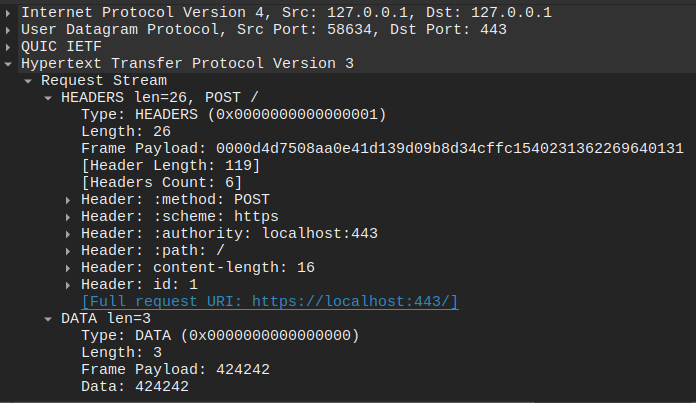 Internet Protocol Version 4, Src: 127.0.0.1, Dst: 127.0.0.1
User Datagram Protocol, Src Port: 58634, Dst Port: 443
QUIC IETF
Hypertext Transfer Protocol Version 3
Request Stream
HEADERS len=26, POST /
Type: HEADERS (0x0000000000000001)
Length: 26
Frame Payload: 0000d4d7508aa0e41d139d09b8d34cffc1540231362269640131
[Header Length: 119]
[Headers Count: 6]
Header: :method: POST
Header: :scheme: https
Header: :authority: localhost:443
Header: :path: /
Header: content-length: 16
Header: id: 1
[Full request URI: https://localhost:443/]
DATA len=3
Type: DATA (0x0000000000000000)
Length: 3
Frame Payload: 424242
Data: 424242